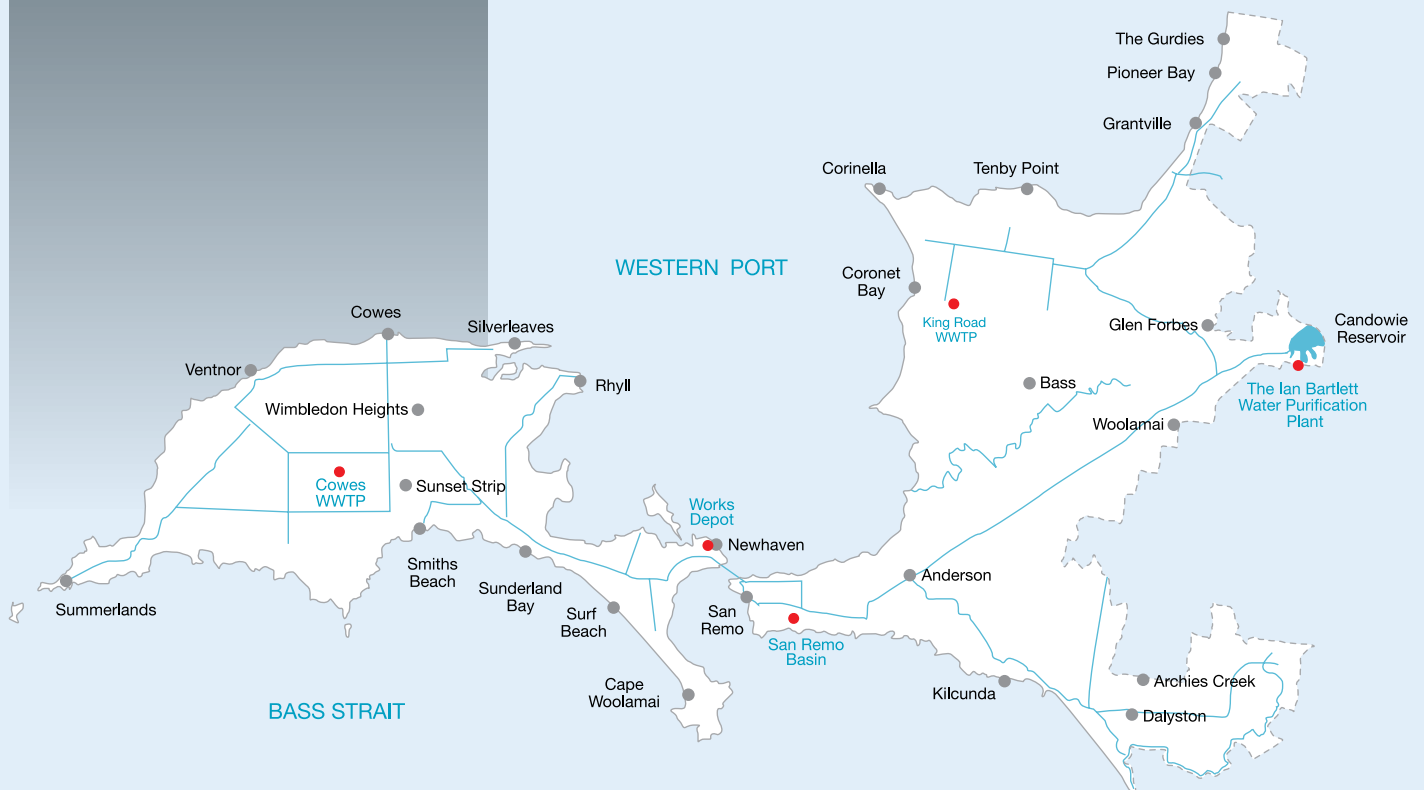 The Gurdies
Pioneer Bay
Grantville
Corinella
Tenby Point
WESTERN PORT
Coronet
Bay
King Road
WWTP
Glen Forbes
Candowie
Reservoir
The Ian Bartlett
Water Purification
Plant
Bass
Woolamai
Cowes
Silverleaves
Ventnor
Rhyll
Wimbledon Heights
Cowes
WWTP
Sunset Strip
Works
Depot
Newhaven
Smiths
Beach
Sunderland
Bay
Surf
Beach
Summerlands
San
Remo
San Remo
Basin
Anderson
Cape
Woolamai
Kilcunda
Archies Creek
Dalyston
BASS STRAIT